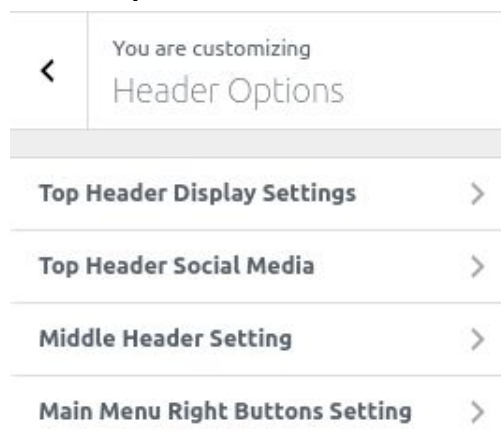 You are customizing
Header Options
Top Header Display Settings
Top Header Social Media
Middle Header Setting
Main Menu Right Buttons Setting